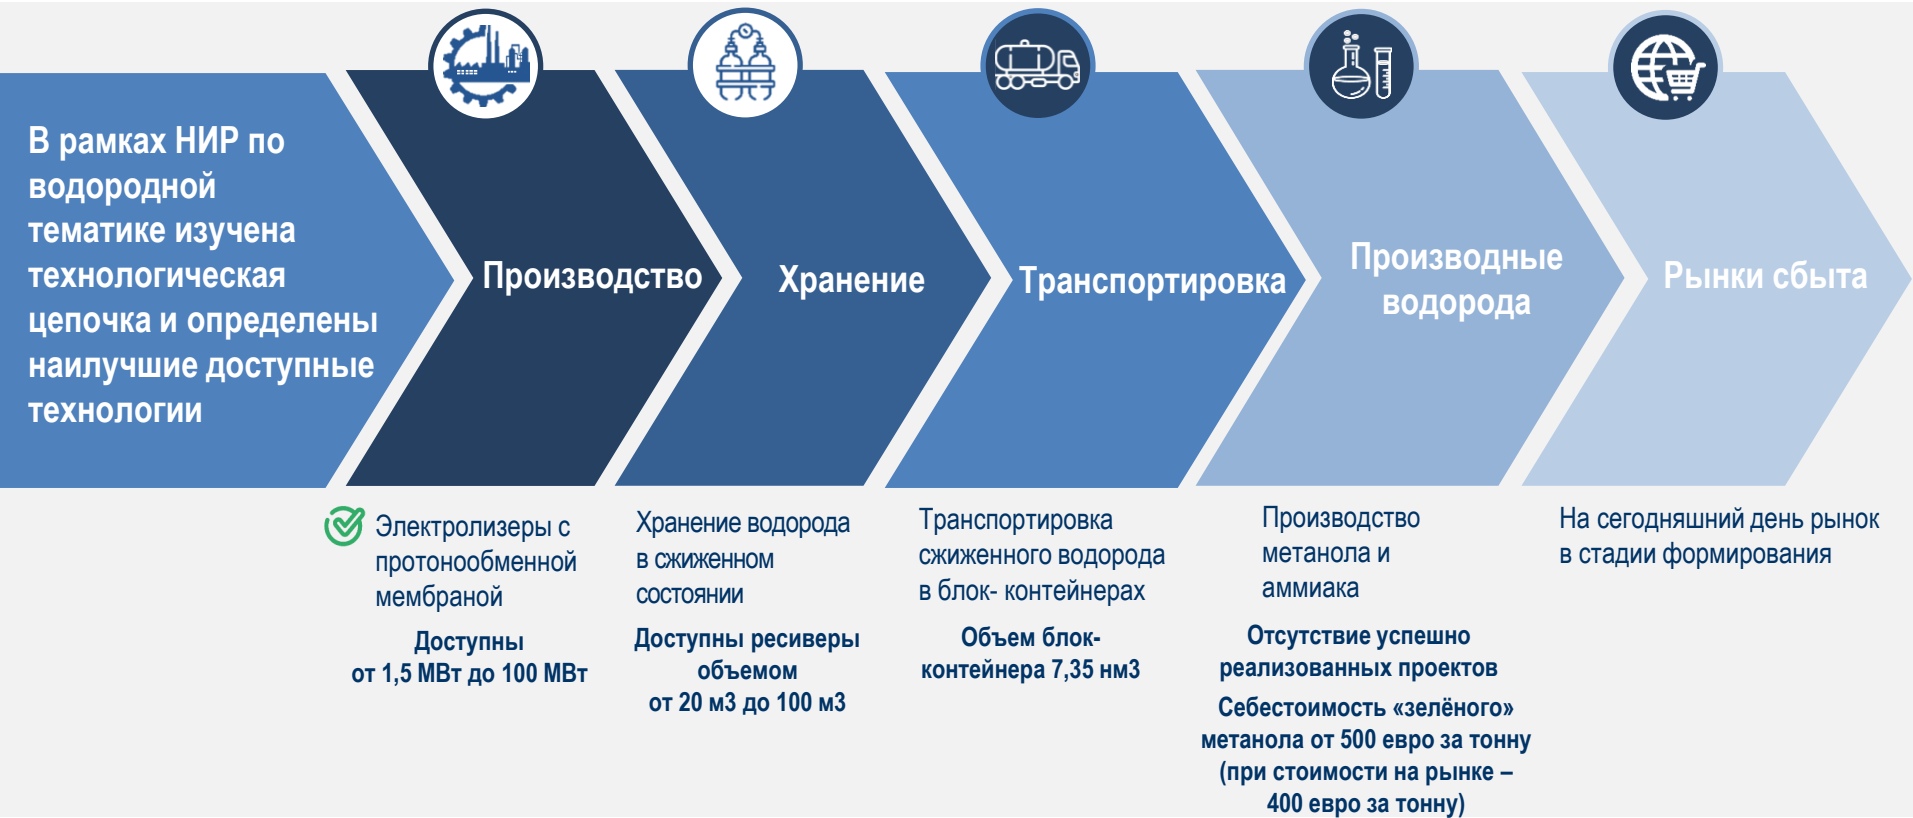 В рамках НИР по
водородной
тематике изучена
технологическая
цепочка и определены
наилучшие доступные
технологии
Производство
Хранение
Транспортировка
Производные
водорода
Рынки сбыта
Электролизеры с
протонообменной
мембраной
Доступны
от 1,5 МВт до 100 МВт
Хранение водорода
в сжиженном
состоянии
Доступны ресиверы
объемом
от 20 м3 до 100 м3
Транспортировка
сжиженного водорода
в блок- контейнерах
Объем блок-
контейнера 7,35 нм3
Производство
метанола и
аммиака
Отсутствие успешно
реализованных проектов
Себестоимость «зелёного»
метанола от 500 евро за тонну
(при стоимости на рынке –
400 евро за тонну)
На сегодняшний день рынок
в стадии формирования